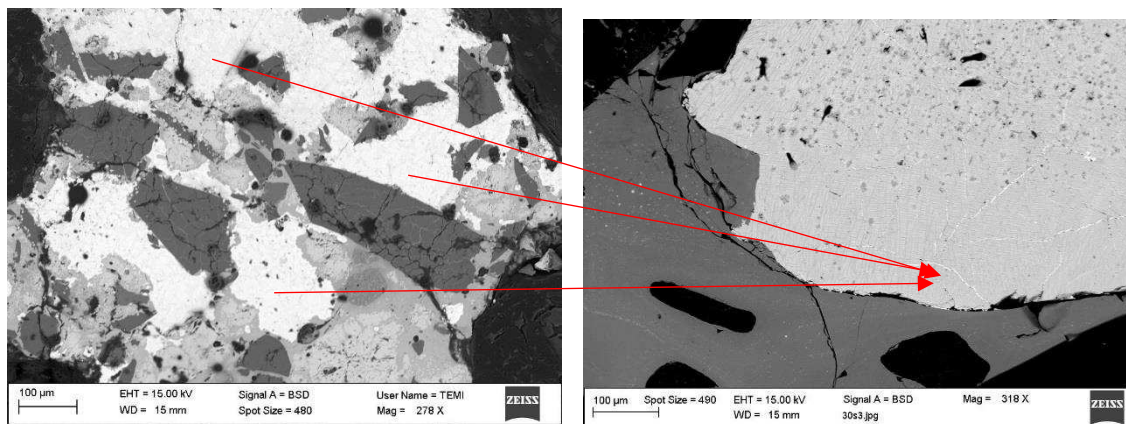 100 µm
EHT = 15.00 kV
WD = 15 mm
Signal A = BSD
Spot Size = 480
User Name = TEMI
Mag = 278 X
ZEISS
100 µm
Spot Size = 490
EHT = 15.00 kV
WD = 15 mm
Signal A = BSD
30s3.jpg
Mag = 318 X
ZEISS